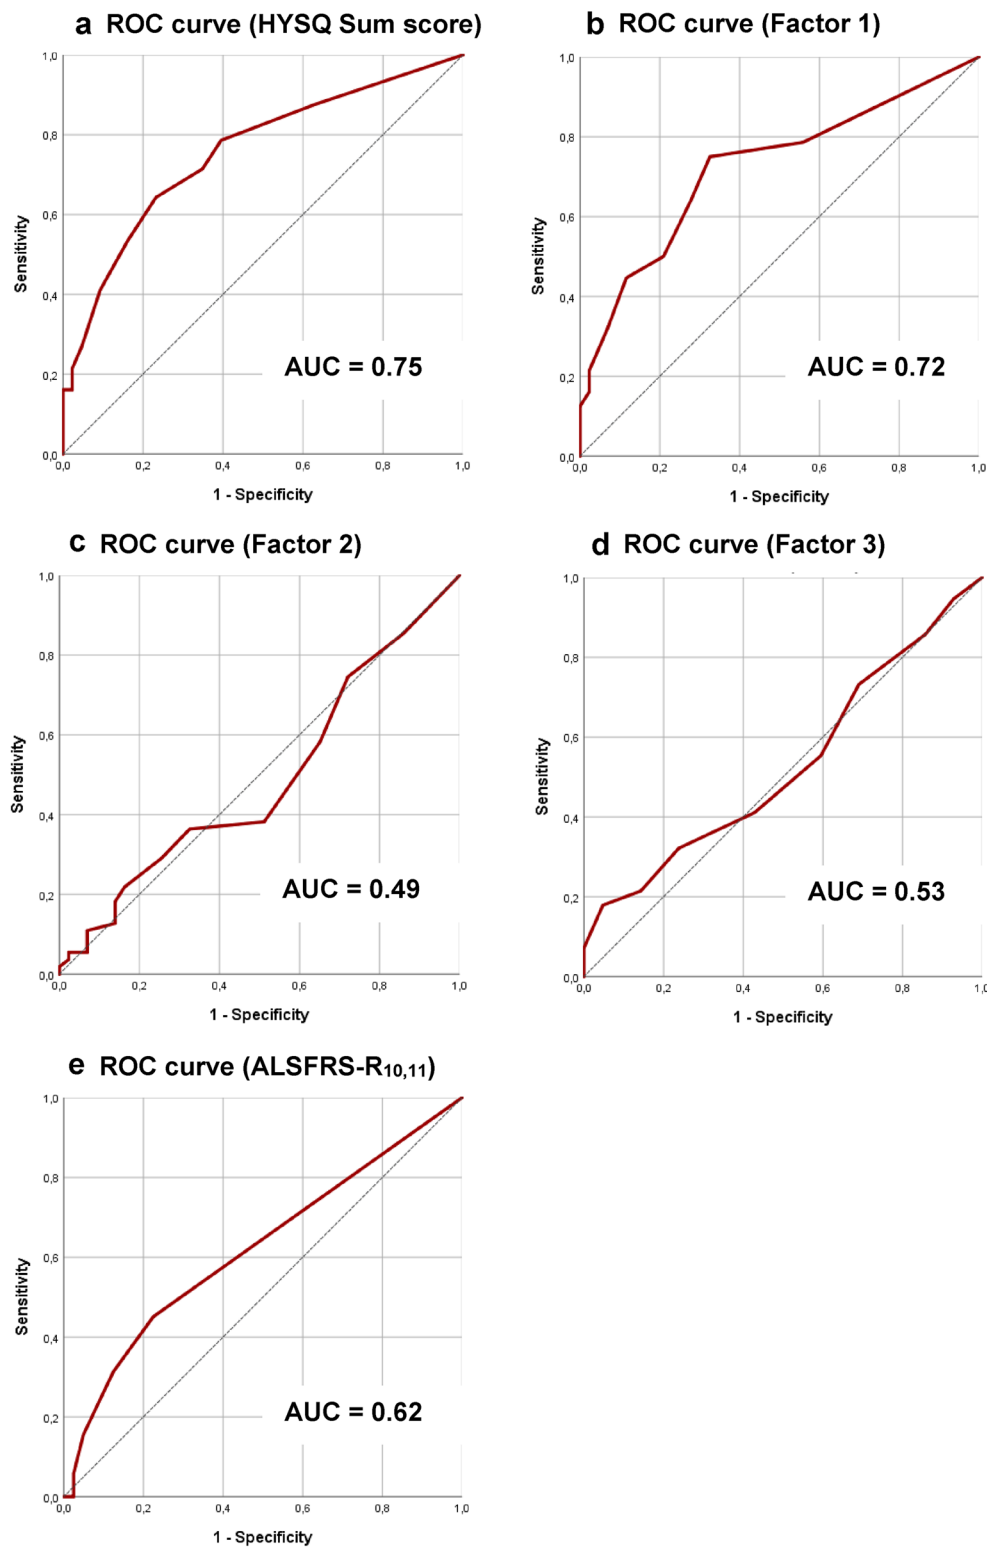 a ROC curve (HYSQ Sum score)
1,0
0,8
0,6
0,4
0,2
0,0
Sensitivity
AUC = 0.75
0,0 0,2 0,4 0,6 0,8 1,0
1 - Specificity
b ROC curve (Factor 1)
1,0
0,8
0,6
0,4
0,2
0,0
Sensitivity
AUC = 0.72
0,0 0,2 0,4 0,6 0,8 1,0
1 - Specificity
c ROC curve (Factor 2)
1,0
0,8
0,6
0,4
0,2
0,0
Sensitivity
AUC = 0.49
0,0 0,2 0,4 0,6 0,8 1,0
1 - Specificity
d ROC curve (Factor 3)
1,0
0,8
0,6
0,4
0,2
0,0
Sensitivity
AUC = 0.53
0,0 0,2 0,4 0,6 0,8 1,0
1 - Specificity
e ROC curve (ALSFRS-R10,11)
1,0
0,8
0,6
0,4
0,2
0,0
Sensitivity
AUC = 0.62
0,0 0,2 0,4 0,6 0,8 1,0
1 - Specificity